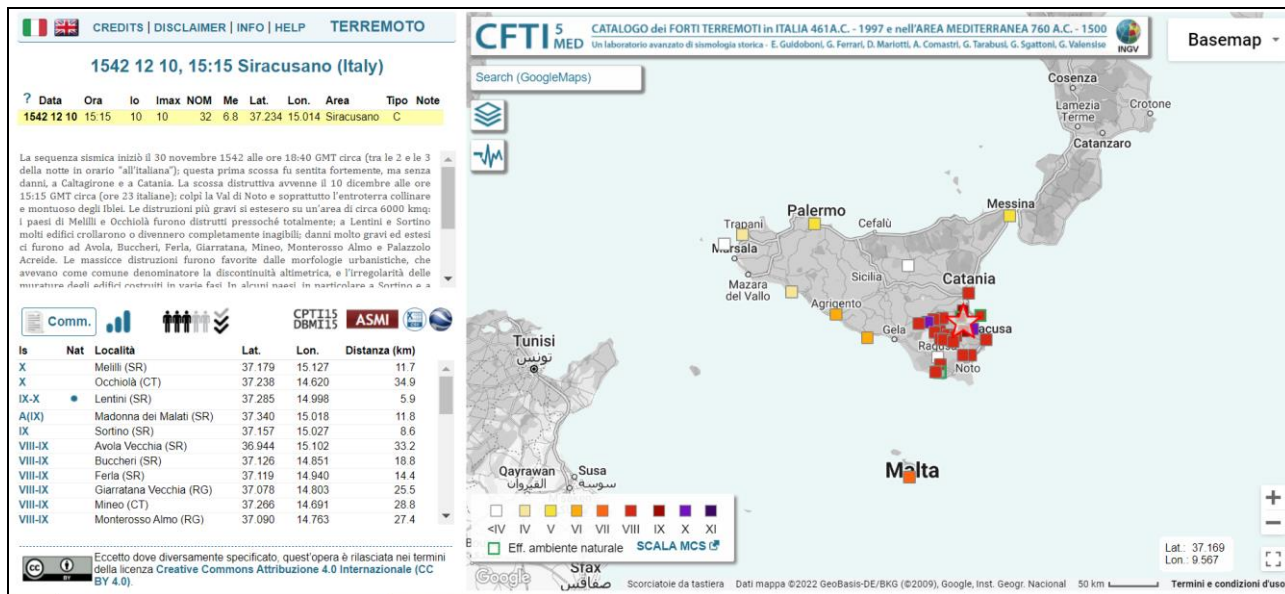 CREDITS | DISCLAIMER | INFO | HELP TERREMOTO
1542 12 10, 15:15 Siracusano (Italy)
? Data Ora Io Imax NOM Me Lat. Lon. Area Tipo Note
1542 12 10 15.15 10 10 32 6.8 37.234 15.014 Siracusano C
La sequenza sismica iniziò il 30 novembre 1542 alle ore 18:40 GMT circa (tra le 2 e le 3
della notte in orario "all'italiana"); questa prima scossa fu sentita fortemente, ma senza
danni, a Caltagirone e a Catania. La scossa distruttiva avvenne il 10 dicembre alle ore
15:15 GMT circa (ore 23 italiane); colpì la Val di Noto e soprattutto l'entroterra collinare
e montuoso degli Iblei. Le distruzioni più gravi si estesero su un'area di circa 6000 kmq:
i paesi di Melilli e Occhiolà furono distrutti pressoché totalmente; a Lentini e Sortino
molti edifici crollarono o divennero completamente inagibili; danni molto gravi ed estesi
ci furono ad Avola, Buccheri, Ferla, Giarratana, Mineo, Monterosso Almo e Palazzolo
Acreide. Le massicce distruzioni furono favorite dalle morfologie urbanistiche, che
avevano come comune denominatore la discontinuità altimetrica, e l'irregolarità delle
murature degli edifici costruiti in varie fasi. In alcuni paesi, in particolare a Sortino e a
Comm. CPTI15 DBMI15 ASMI
Is Nat Località Lat. Lon. Distanza (km)
X Melilli (SR) 37.179 15.127 11.7
X Occhiolà (CT) 37.238 14.620 34.9
IX-X Lentini (SR) 37.285 14.998 5.9
A(IX) Madonna dei Malati (SR) 37.340 15.018 11.8
IX Sortino (SR) 37.157 15.027 8.6
VIII-IX Avola Vecchia (SR) 36.944 15.102 33.2
VIII-IX Buccheri (SR) 37.126 14.851 18.8
VIII-IX Ferla (SR) 37.119 14.940 14.4
VIII-IX Giarratana Vecchia (RG) 37.078 14.803 25.5
VIII-IX Mineo (CT) 37.266 14.691 28.8
VIII-IX Monterosso Almo (RG) 37.090 14.763 27.4
cc BY
Eccetto dove diversamente specificato, quest'opera è rilasciata nei termini
della licenza Creative Commons Attribuzione 4.0 Internazionale (CC
BY 4.0).
CFTI 5 MED
CATALOGO dei FORTI TERREMOTI in ITALIA 461A.C. - 1997 e nell'AREA MEDITERRANEA 760 A.C. - 1500
Un laboratorio avanzato di sismologia storica - E. Guidoboni, G. Ferrari, D. Mariotti, A. Comastri, G. Tarabusi, G. Sgattoni, G. Valensise
INGV
Basemap
Search (GoogleMaps)
Cosenza
Lamezia
Terme
Crotone
Catanzaro
Messina
Palermo
Trapani
Cefalù
Marsala
Sicilia
Catania
Mazara
del Vallo
Agrigento
Gela
Ragusa
Noto
Tunisi
تونس
Malta
Qayrawan
القيروان
Susa
سوسة
<IV IV V VI VII VIII IX X XI
Eff. ambiente naturale SCALA MCS
Sfax
صفاقس
Google
Lat.: 37.169
Lon.: 9.567
Scorciatoie da tastiera Dati mappa ©2022 GeoBasis-DE/BKG (©2009), Google, Inst. Geogr. Nacional 50 km Termini e condizioni d'uso